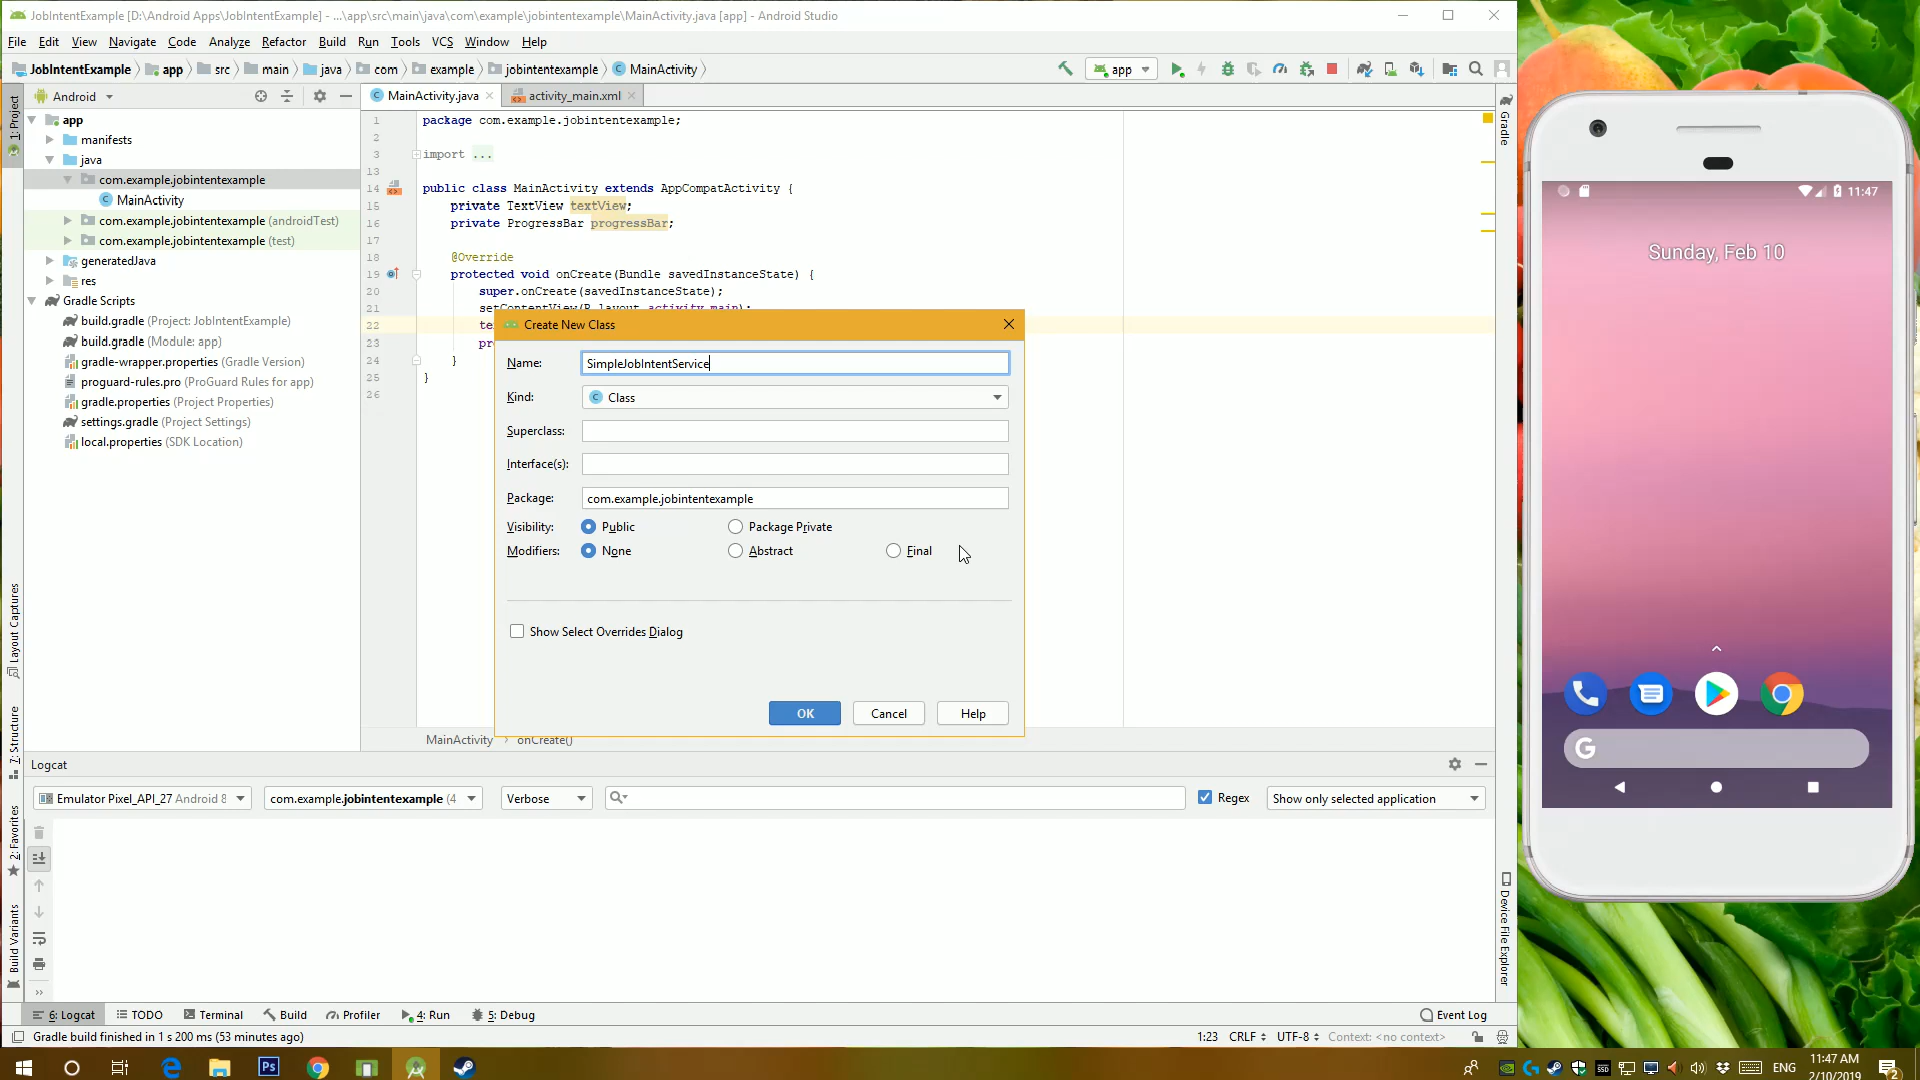 JobIntentExample [D:\Android Apps\JobIntentExample] - ...\app\src\main\java\com\example\jobintentexample\MainActivity.java [app] - Android Studio
File Edit View Navigate Code Analyze Refactor Build Run Tools VCS Window Help
JobIntentExample app src main java com example jobintentexample MainActivity app
Android MainActivity.java activity_main.xml
1: Project
Gradle
app
manifests
java
com.example.jobintentexample
MainActivity
com.example.jobintentexample (androidTest)
com.example.jobintentexample (test)
generatedJava
res
Gradle Scripts
build.gradle (Project: JobIntentExample)
build.gradle (Module: app)
gradle-wrapper.properties (Gradle Version)
proguard-rules.pro (ProGuard Rules for app)
gradle.properties (Project Properties)
settings.gradle (Project Settings)
local.properties (SDK Location)
1 package com.example.jobintentexample;
2
3 import ...
13
14 public class MainActivity extends AppCompatActivity {
15 private TextView textView;
16 private ProgressBar progressBar;
17
18 @Override
19 protected void onCreate(Bundle savedInstanceState) {
20 super.onCreate(savedInstanceState);
21 setContentView(R.layout.activity_main);
22 te
23 pr
24 }
25 }
26
Create New Class
Name: SimpleJobIntentService
Kind: Class
Superclass:
Interface(s):
Package: com.example.jobintentexample
Visibility: Public Package Private
Modifiers: None Abstract Final
Show Select Overrides Dialog
OK Cancel Help
MainActivity onCreate()
Layout Captures
7: Structure
2: Favorites
Build Variants
Logcat
Emulator Pixel_API_27 Android 8 com.example.jobintentexample (4 Verbose Regex Show only selected application
Device File Explorer
6: Logcat TODO Terminal Build Profiler 4: Run 5: Debug Event Log
Gradle build finished in 1 s 200 ms (53 minutes ago) 1:23 CRLF UTF-8 Context: <no context>
11:47
Sunday, Feb 10
G
Ps
SSD
ENG
11:47 AM
2/10/2019
2